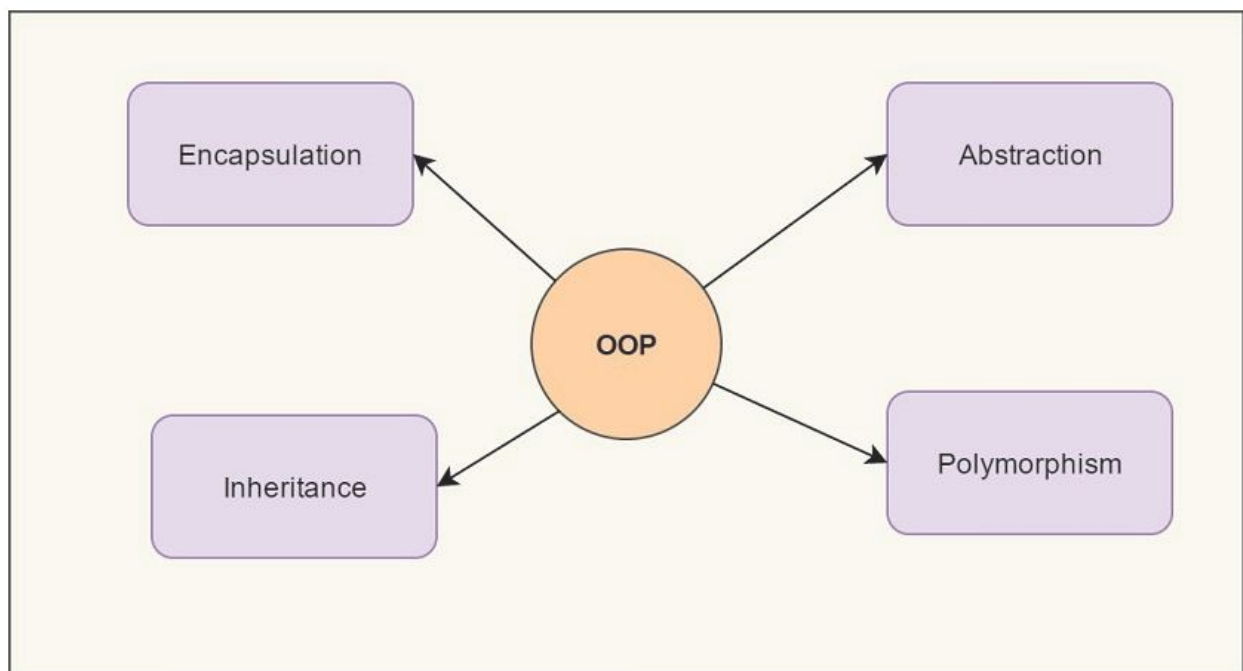 Encapsulation
Abstraction
OOP
Inheritance
Polymorphism